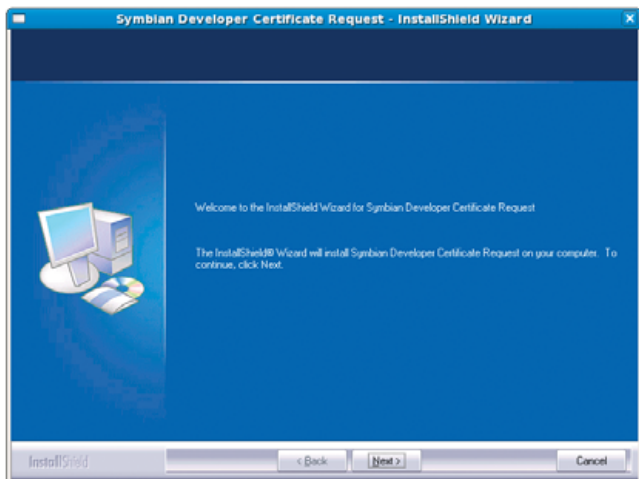 Symbian Developer Certificate Request - InstallShield Wizard
Welcome to the InstallShield Wizard for Symbian Developer Certificate Request
The InstallShield® Wizard will install Symbian Developer Certificate Request on your computer. To
continue, click Next.
InstallShield
< Back
Next >
Cancel